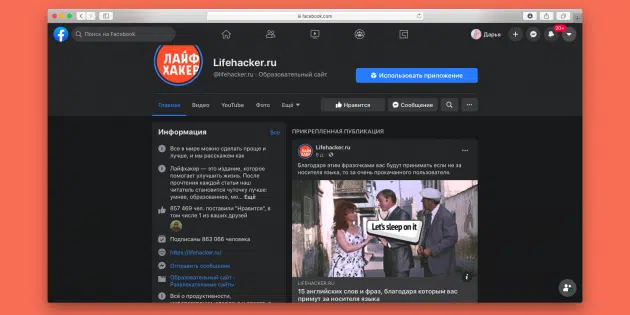 facebook.com
Поиск на Facebook
Дарья
20+
ЛАЙФ
ХАКЕР
Lifehacker.ru
@lifehacker.ru · Образовательный сайт
Использовать приложение
Главная Видео YouTube Фото Ещё
Нравится
Сообщение
Информация
Все
Все в мире можно сделать проще и
лучше, и мы расскажем как
Лайфхакер — это издание, которое
помогает улучшить жизнь. После
прочтения каждой статьи наш
читатель становится чуточку лучше:
умнее, образованнее, мо... Ещё
857 469 чел. поставили "Нравится", в
том числе 1 из ваших друзей
Подписаны 863 066 человека
https://lifehacker.ru/
Отправить сообщение
Образовательный сайт ·
Развлекательный сайт
Всё о продуктивности,
ПРИКРЕПЛЕННАЯ ПУБЛИКАЦИЯ
Lifehacker.ru
Благодаря этим фразочкам вас будут принимать если не за
носителя языка, то за очень прокачанного пользователя.
Let's sleep on it
LIFEHACKER.RU
15 английских слов и фраз, благодаря которым вас
примут за носителя языка